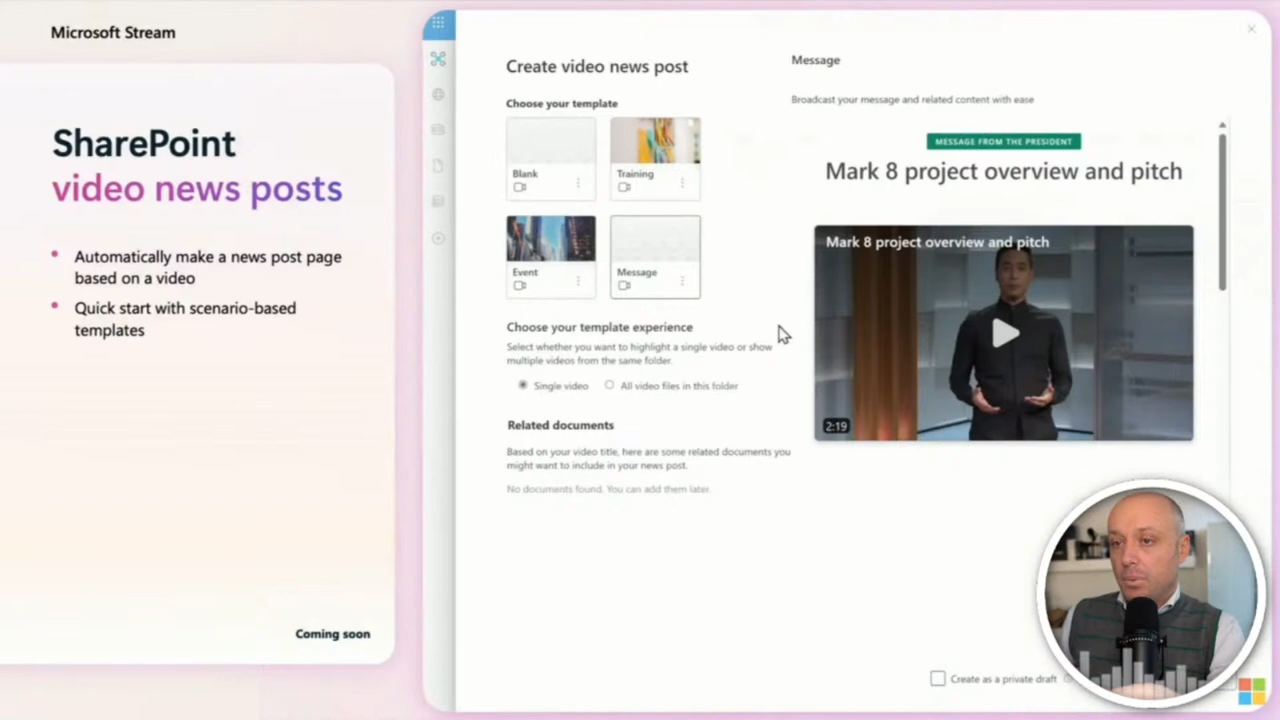 Microsoft Stream
SharePoint
video news posts
Automatically make a news post page
based on a video
Quick start with scenario-based
templates
Coming soon
Create video news post
Choose your template
Blank
Training
Event
Message
Choose your template experience
Select whether you want to highlight a single video or show
multiple videos from the same folder.
Single video
All video files in this folder
Related documents
Based on your video title, here are some related documents you
might want to include in your news post.
No documents found. You can add them later.
Message
Broadcast your message and related content with ease
MESSAGE FROM THE PRESIDENT
Mark 8 project overview and pitch
Mark 8 project overview and pitch
2:19
Create as a private draft